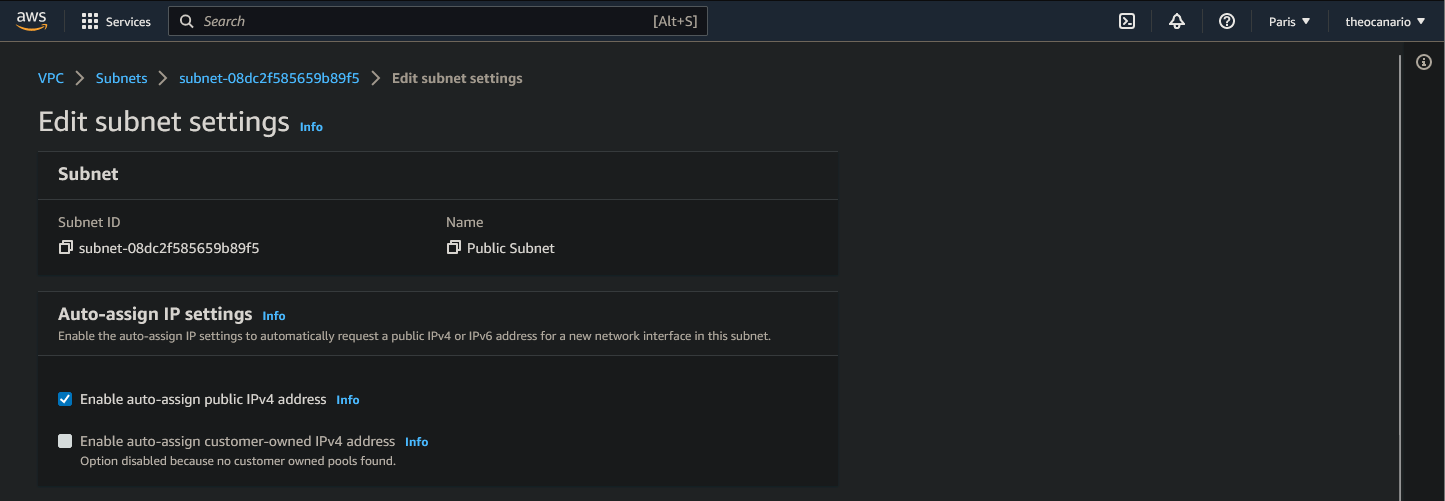 aws Services Search [Alt+S] Paris theocanario
VPC Subnets subnet-08dc2f585659b89f5 Edit subnet settings
Edit subnet settings Info
Subnet
Subnet ID Name
subnet-08dc2f585659b89f5 Public Subnet
Auto-assign IP settings Info
Enable the auto-assign IP settings to automatically request a public IPv4 or IPv6 address for a new network interface in this subnet.
Enable auto-assign public IPv4 address Info
Enable auto-assign customer-owned IPv4 address Info
Option disabled because no customer owned pools found.